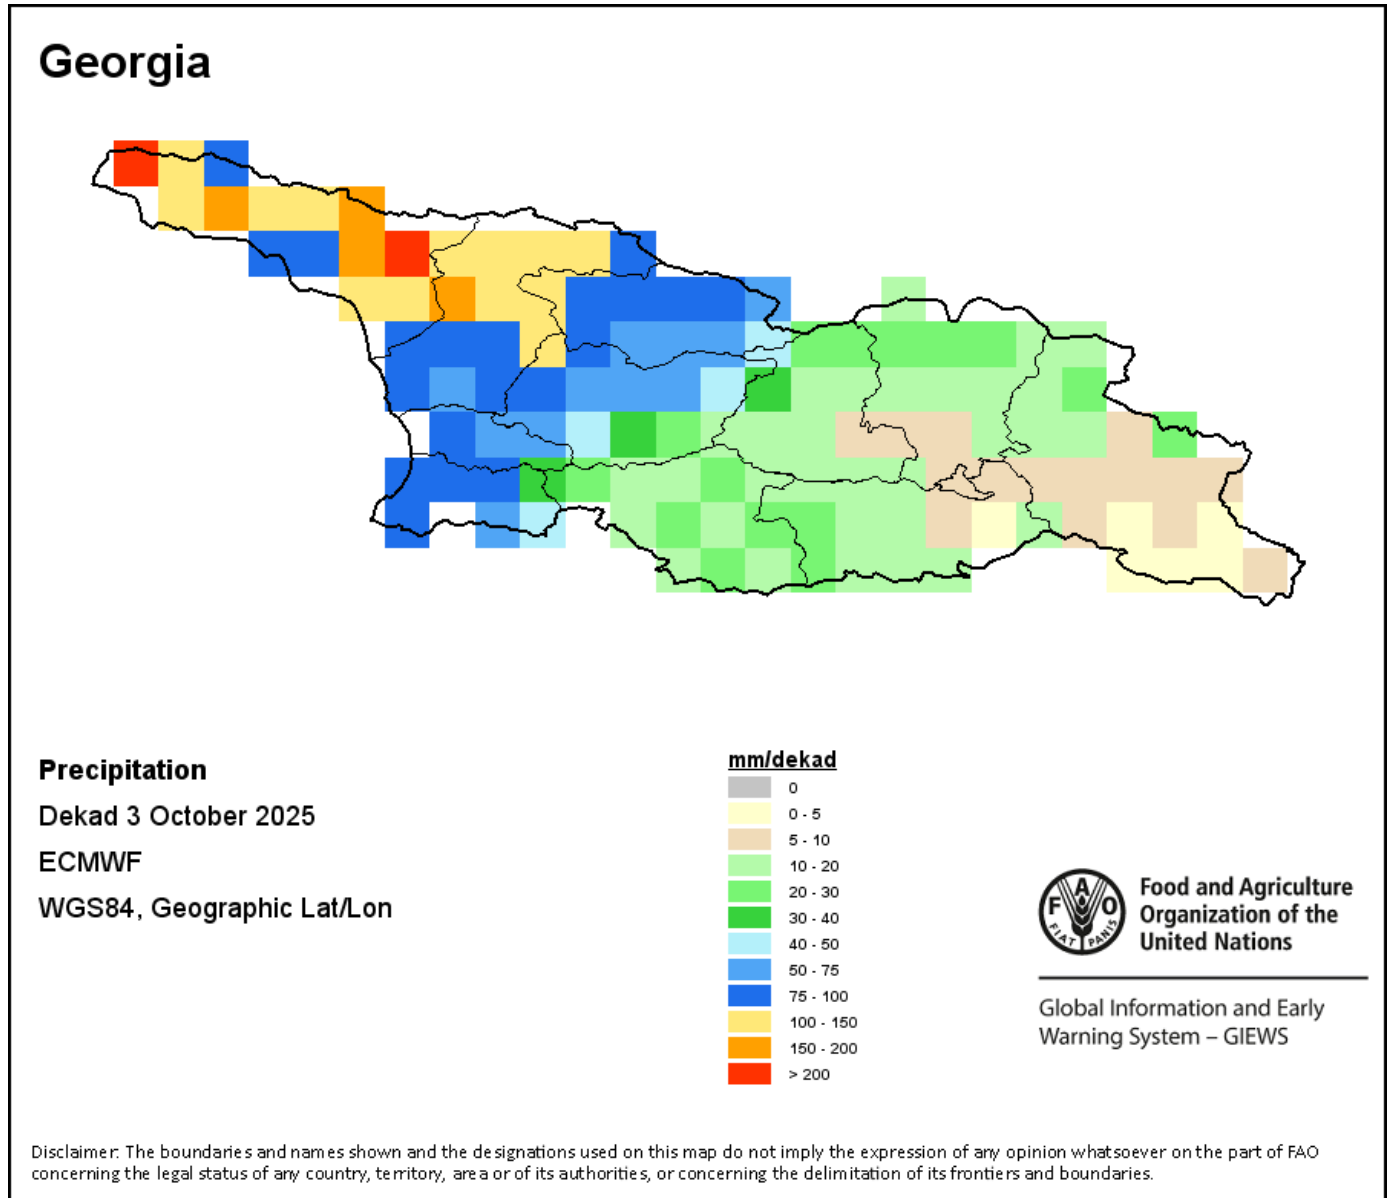 Georgia
Precipitation
Dekad 3 October 2025
ECMWF
WGS84, Geographic Lat/Lon
mm/dekad
0
0 - 5
5 - 10
10 - 20
20 - 30
30 - 40
40 - 50
50 - 75
75 - 100
100 - 150
150 - 200
> 200
F A O
FIAT PANIS
Food and Agriculture
Organization of the
United Nations
Global Information and Early
Warning System – GIEWS
Disclaimer: The boundaries and names shown and the designations used on this map do not imply the expression of any opinion whatsoever on the part of FAO
concerning the legal status of any country, territory, area or of its authorities, or concerning the delimitation of its frontiers and boundaries.